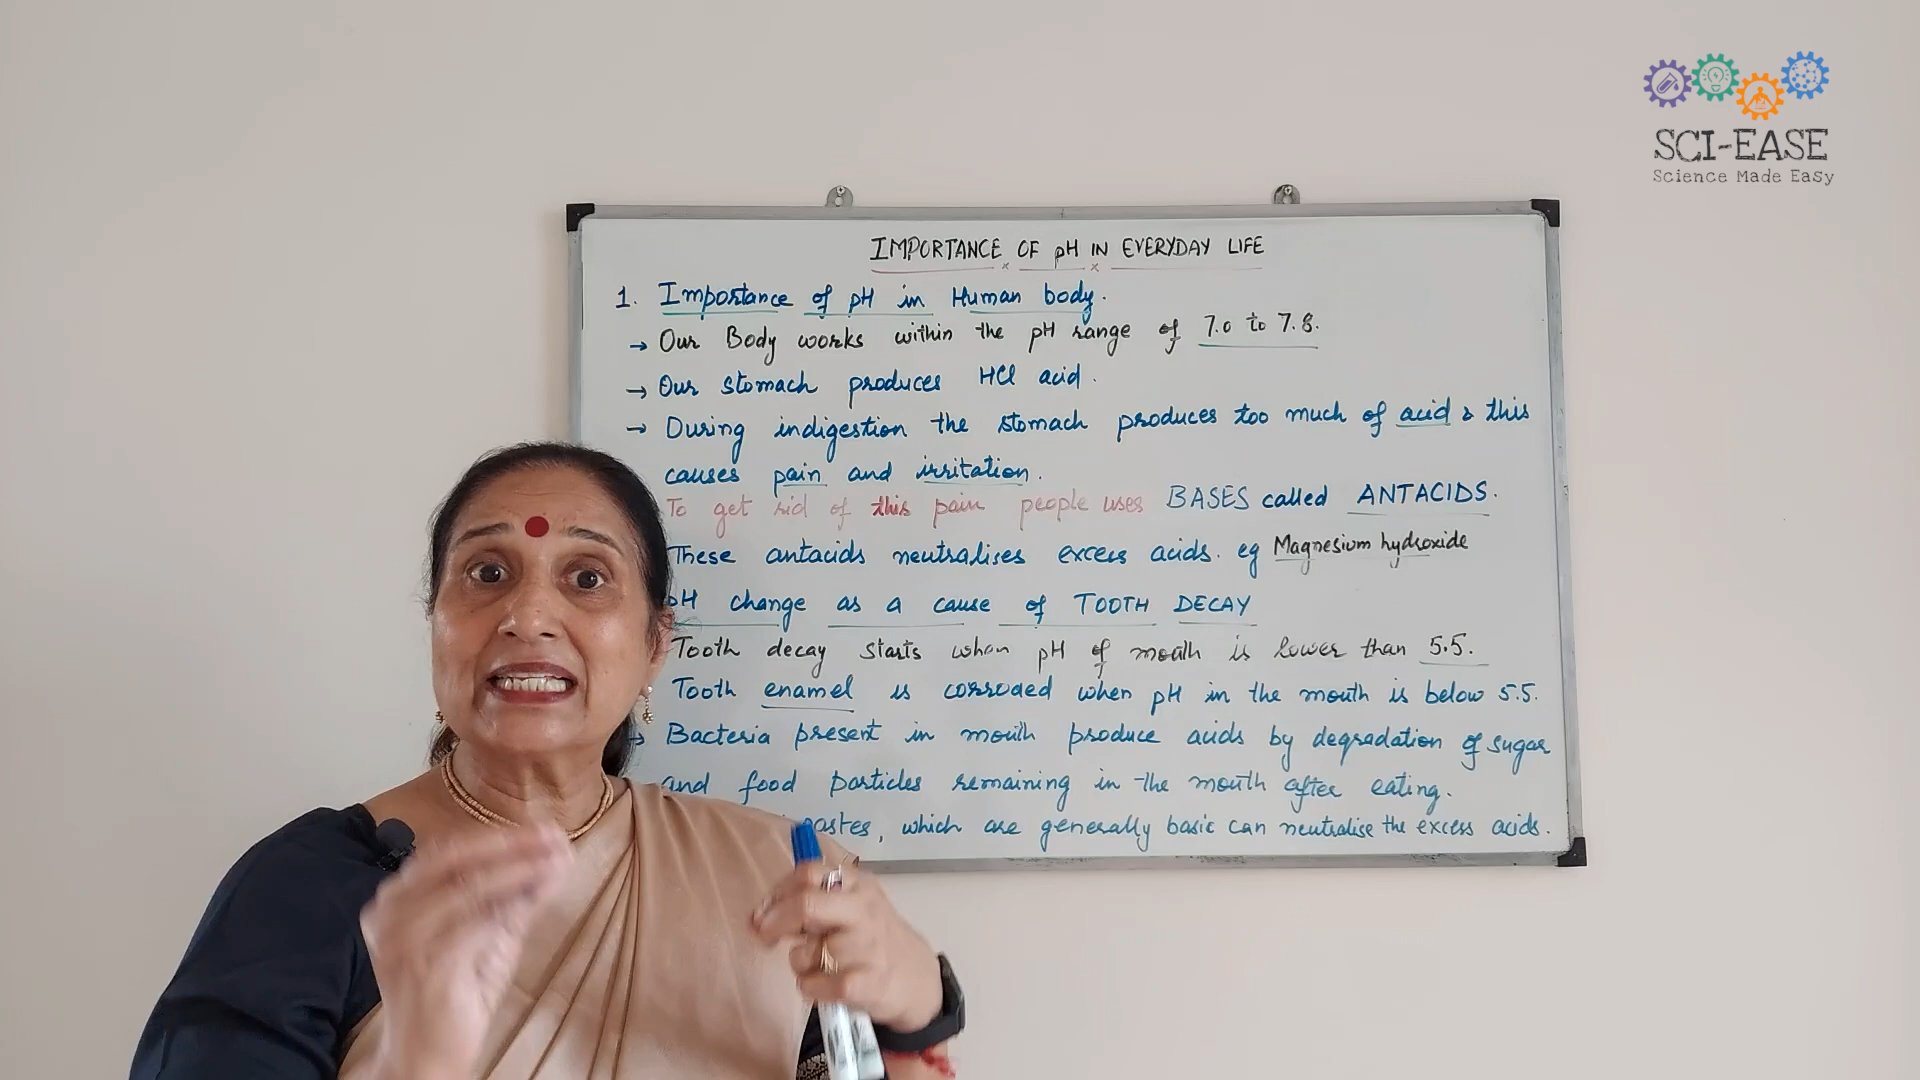 SCI-EASE
Science Made Easy
IMPORTANCE OF pH IN EVERYDAY LIFE
1. Importance of pH in Human body.
→ Our Body works within the pH range of 7.0 to 7.8.
→ Our stomach produces HCl acid.
→ During indigestion the stomach produces too much of acid & this
causes pain and irritation.
To get rid of this pain people uses BASES called ANTACIDS.
These antacids neutralises excess acids. eg Magnesium hydroxide
pH change as a cause of TOOTH DECAY
Tooth decay starts when pH of mouth is lower than 5.5.
Tooth enamel is corroded when pH in the mouth is below 5.5.
→ Bacteria present in mouth produce acids by degradation of sugar
and food particles remaining in the mouth after eating.
pastes, which are generally basic can neutralise the excess acids.